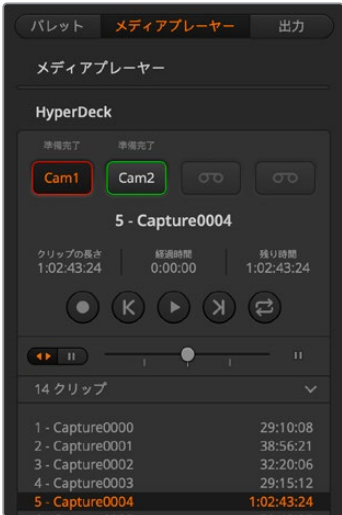 パレット メディアプレーヤー 出力
メディアプレーヤー
HyperDeck
準備完了 準備完了
Cam1 Cam2
5 - Capture0004
クリップの長さ 経過時間 残り時間
1:02:43:24 0:00:00 1:02:43:24
14 クリップ
1 - Capture0000 29:10:08
2 - Capture0001 38:56:21
3 - Capture0002 32:20:06
4 - Capture0003 29:15:12
5 - Capture0004 1:02:43:24